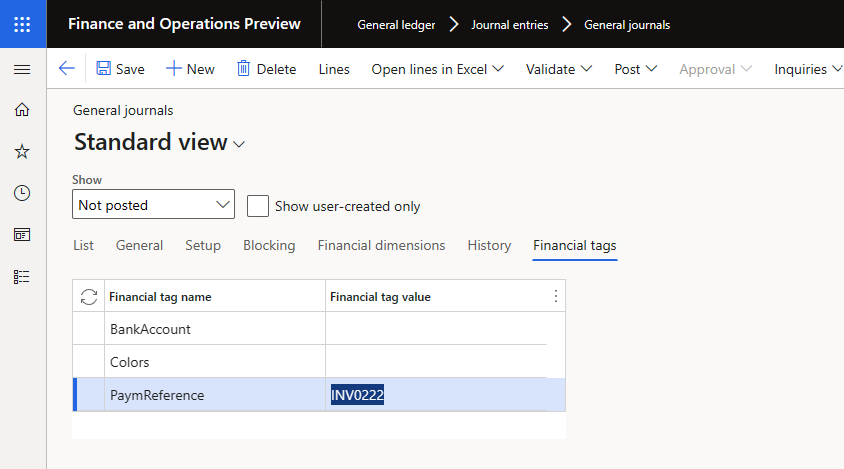 Finance and Operations Preview
General ledger
Journal entries
General journals
Save
New
Delete
Lines
Open lines in Excel
Validate
Post
Approval
Inquiries
General journals
Standard view
Show
Not posted
Show user-created only
List
General
Setup
Blocking
Financial dimensions
History
Financial tags
Financial tag name
Financial tag value
BankAccount
Colors
PaymReference
INV0222